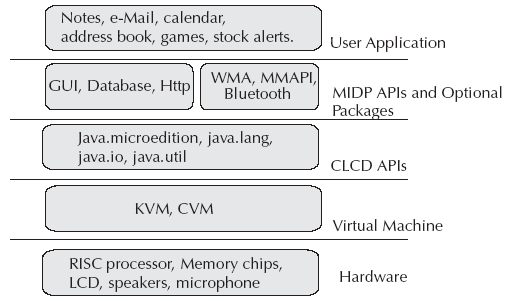 Notes, e-Mail, calendar,
address book, games, stock alerts.
User Application
GUI, Database, Http
WMA, MMAPI,
Bluetooth
MIDP APIs and Optional
Packages
Java.microedition, java.lang,
java.io, java.util
CLCD APIs
KVM, CVM
Virtual Machine
RISC processor, Memory chips,
LCD, speakers, microphone
Hardware